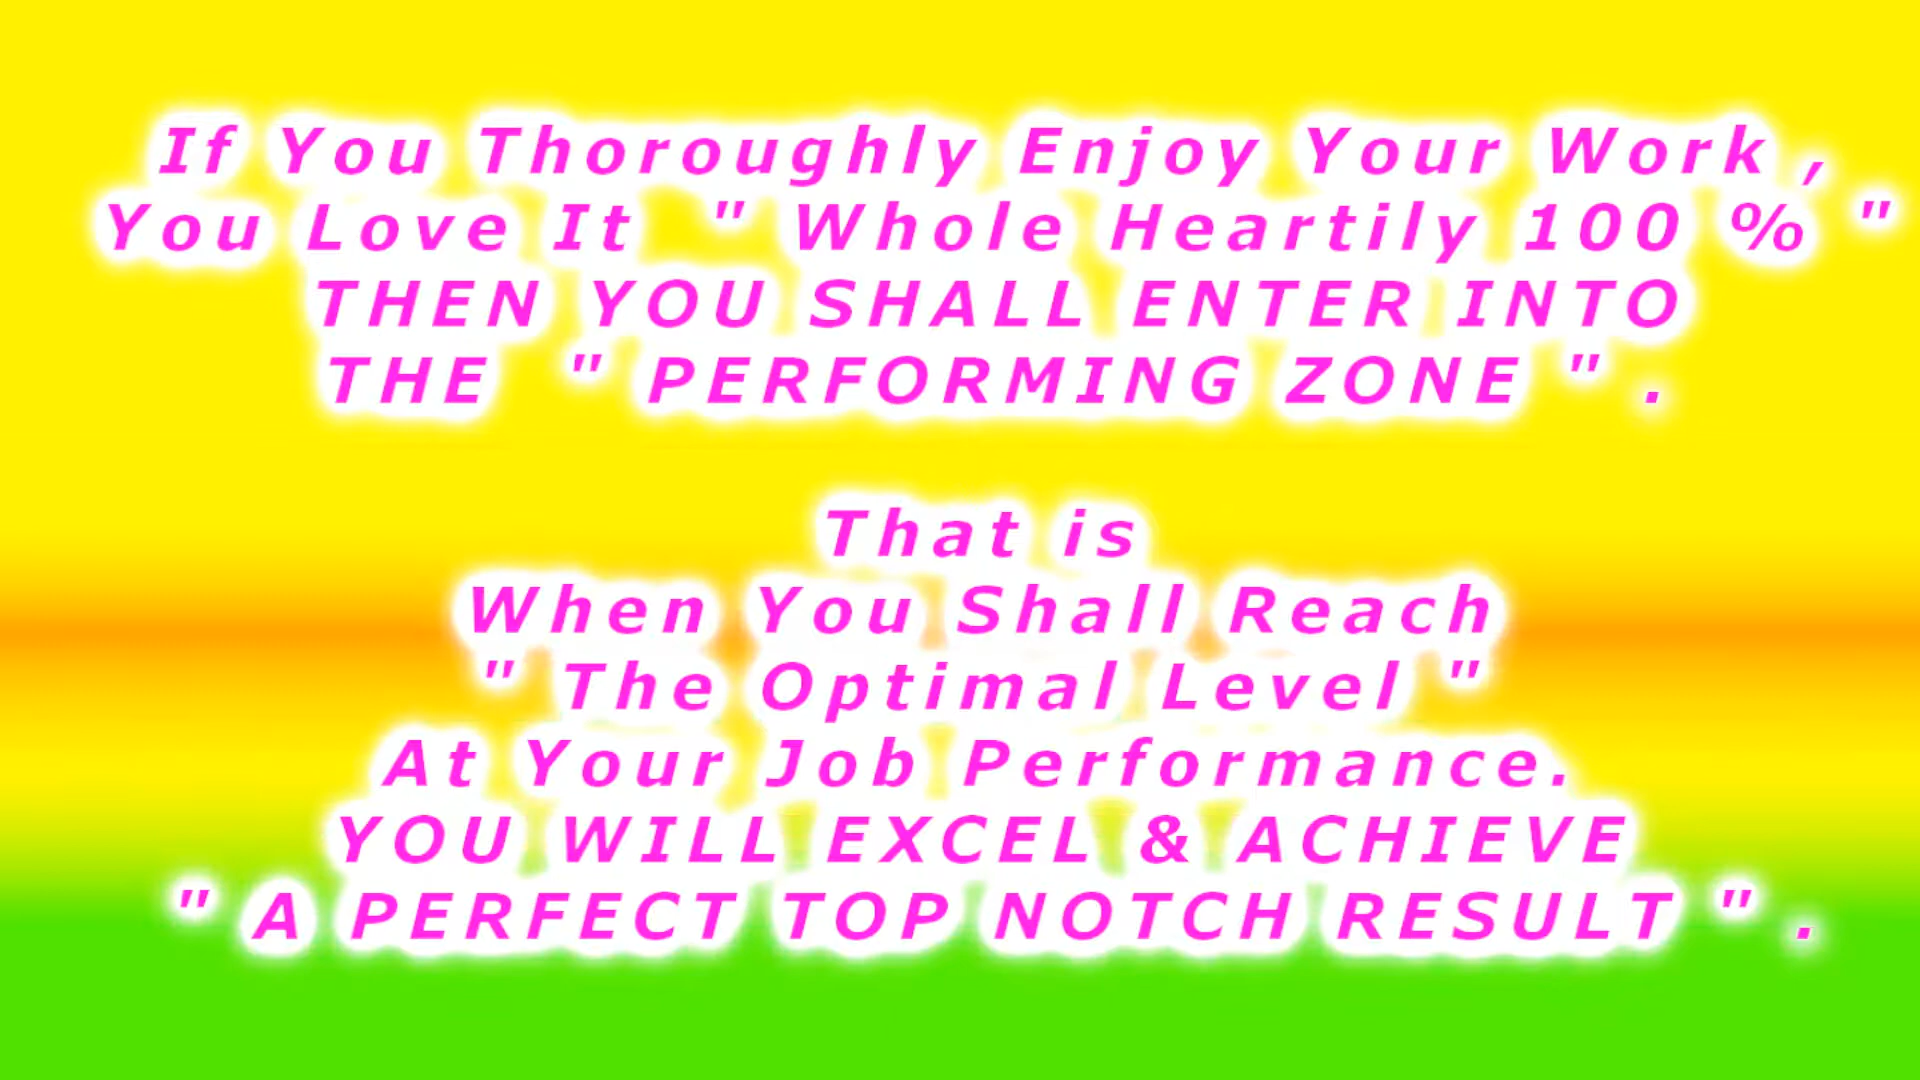 If You Thoroughly Enjoy Your Work ,
You Love It " Whole Heartily 100 % "
THEN YOU SHALL ENTER INTO
THE " PERFORMING ZONE " .
That is
When You Shall Reach
" The Optimal Level "
At Your Job Performance.
YOU WILL EXCEL & ACHIEVE
" A PERFECT TOP NOTCH RESULT " .